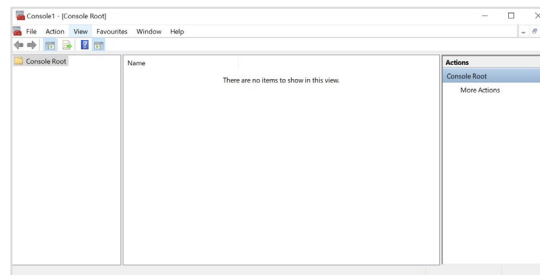 Console1 - [Console Root]
File Action View Favourites Window Help
Console Root
Name
There are no items to show in this view.
Actions
Console Root
More Actions